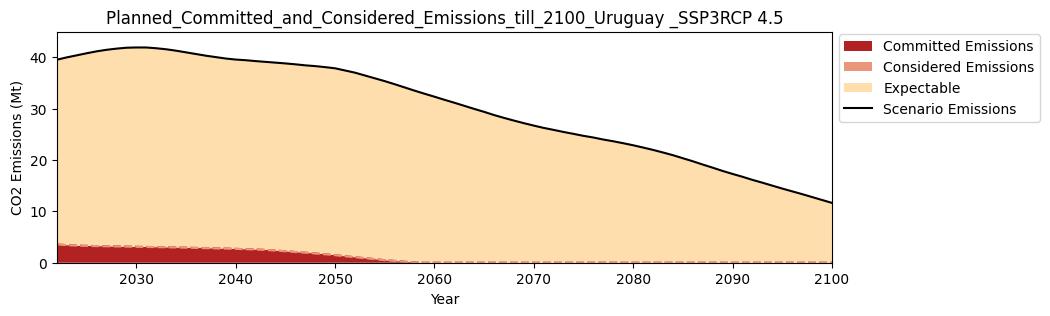 Planned_Committed_and_Considered_Emissions_till_2100_Uruguay _SSP3RCP 4.5
CO2 Emissions (Mt)
40
30
20
10
0
2030 2040 2050 2060 2070 2080 2090 2100
Year
Committed Emissions
Considered Emissions
Expectable
Scenario Emissions